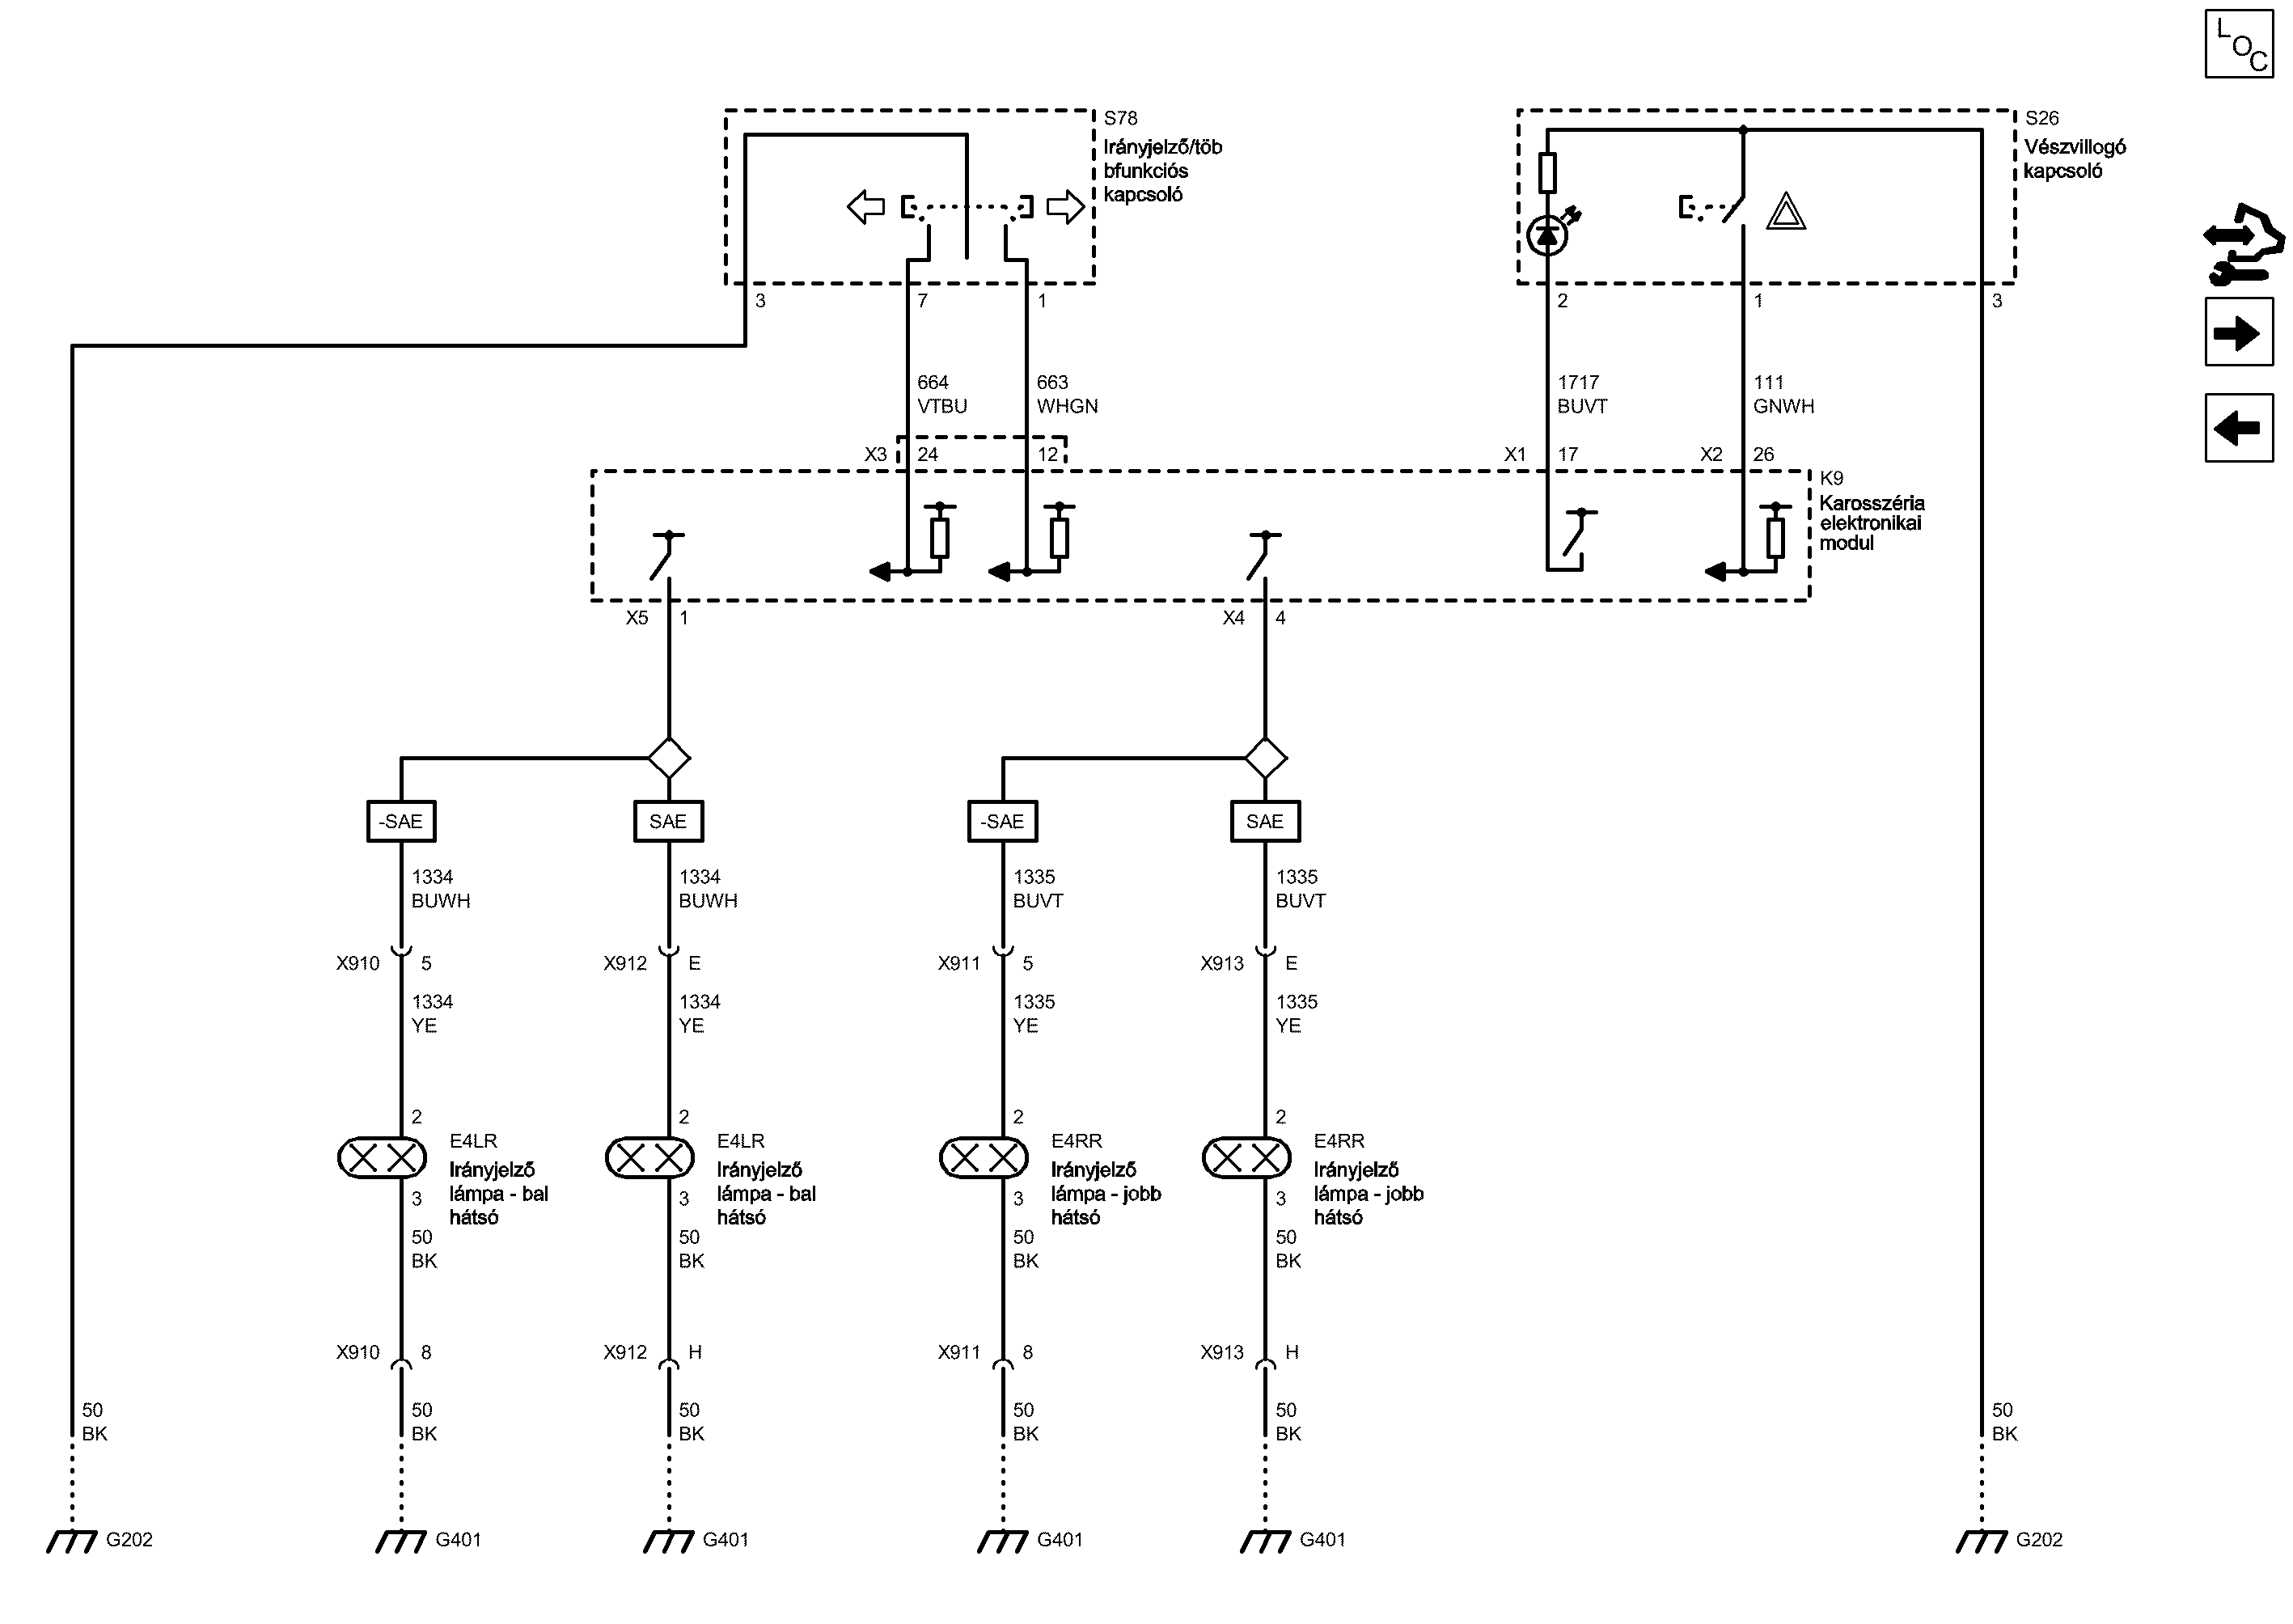 LOC
S78
Irányjelző/töb
bfunkciós
kapcsoló
S26
Vészvillogó
kapcsoló
3
7
1
2
1
3
664
VTBU
663
WHGN
1717
BUVT
111
GNWH
X3
24
12
X1
17
X2
26
K9
Karosszéria
elektronikai
modul
X5
1
X4
4
-SAE
SAE
-SAE
SAE
1334
BUWH
1334
BUWH
1335
BUVT
1335
BUVT
X910
5
X912
E
X911
5
X913
E
1334
YE
1334
YE
1335
YE
1335
YE
2
E4LR
Irányjelző
lámpa - bal
hátsó
3
2
E4LR
Irányjelző
lámpa - bal
hátsó
3
2
E4RR
Irányjelző
lámpa - jobb
hátsó
3
2
E4RR
Irányjelző
lámpa - jobb
hátsó
3
50
BK
50
BK
50
BK
50
BK
X910
8
X912
H
X911
8
X913
H
50
BK
50
BK
50
BK
50
BK
50
BK
50
BK
G202
G401
G401
G401
G401
G202